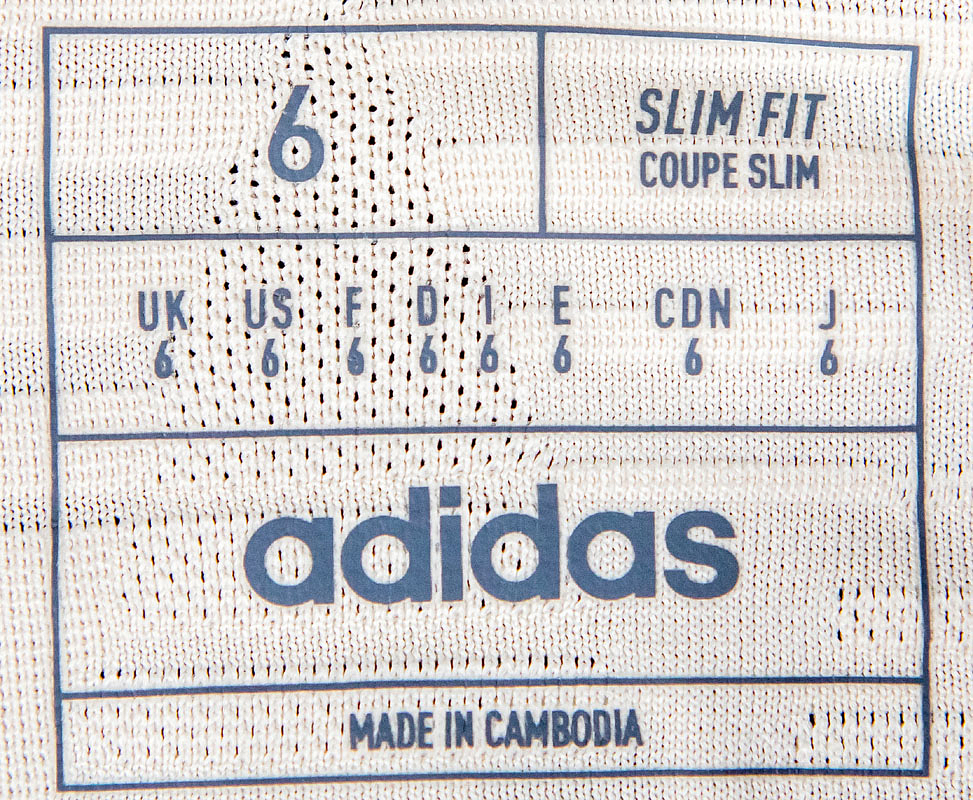 6
SLIM FIT
COUPE SLIM
UK US F D I E CDN J
6 6 6 6 6 6 6 6
adidas
MADE IN CAMBODIA